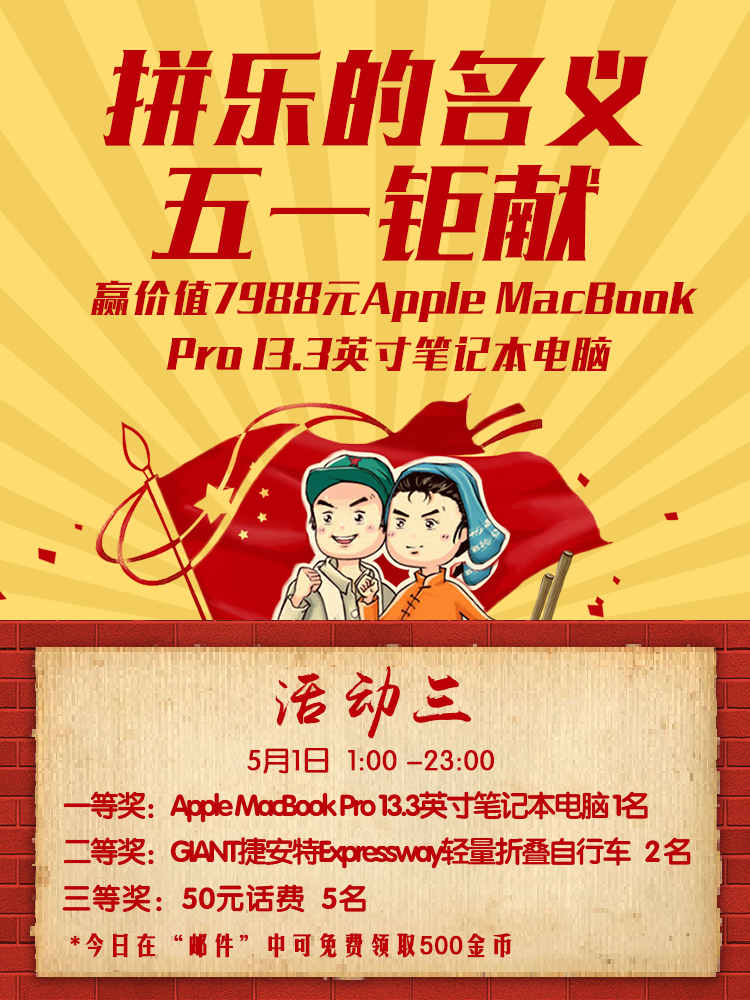 拼乐的名义
五一钜献
赢价值7988元Apple MacBook
Pro 13.3英寸笔记本电脑
活动三
5月1日 1:00 –23:00
一等奖：Apple MacBook Pro 13.3英寸笔记本电脑 1名
二等奖：GIANT捷安特Expressway轻量折叠自行车 2 名
三等奖：50元话费 5名
*今日在“邮件”中可免费领取500金币